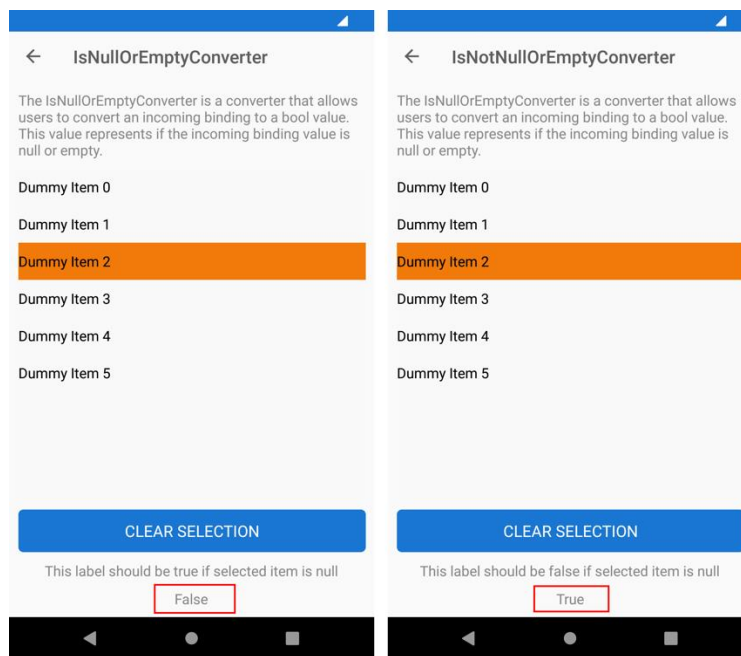 IsNullOrEmptyConverter
The IsNullOrEmptyConverter is a converter that allows
users to convert an incoming binding to a bool value.
This value represents if the incoming binding value is
null or empty.
Dummy Item 0
Dummy Item 1
Dummy Item 2
Dummy Item 3
Dummy Item 4
Dummy Item 5
CLEAR SELECTION
This label should be true if selected item is null
False
IsNotNullOrEmptyConverter
The IsNullOrEmptyConverter is a converter that allows
users to convert an incoming binding to a bool value.
This value represents if the incoming binding value is
null or empty.
Dummy Item 0
Dummy Item 1
Dummy Item 2
Dummy Item 3
Dummy Item 4
Dummy Item 5
CLEAR SELECTION
This label should be false if selected item is null
True